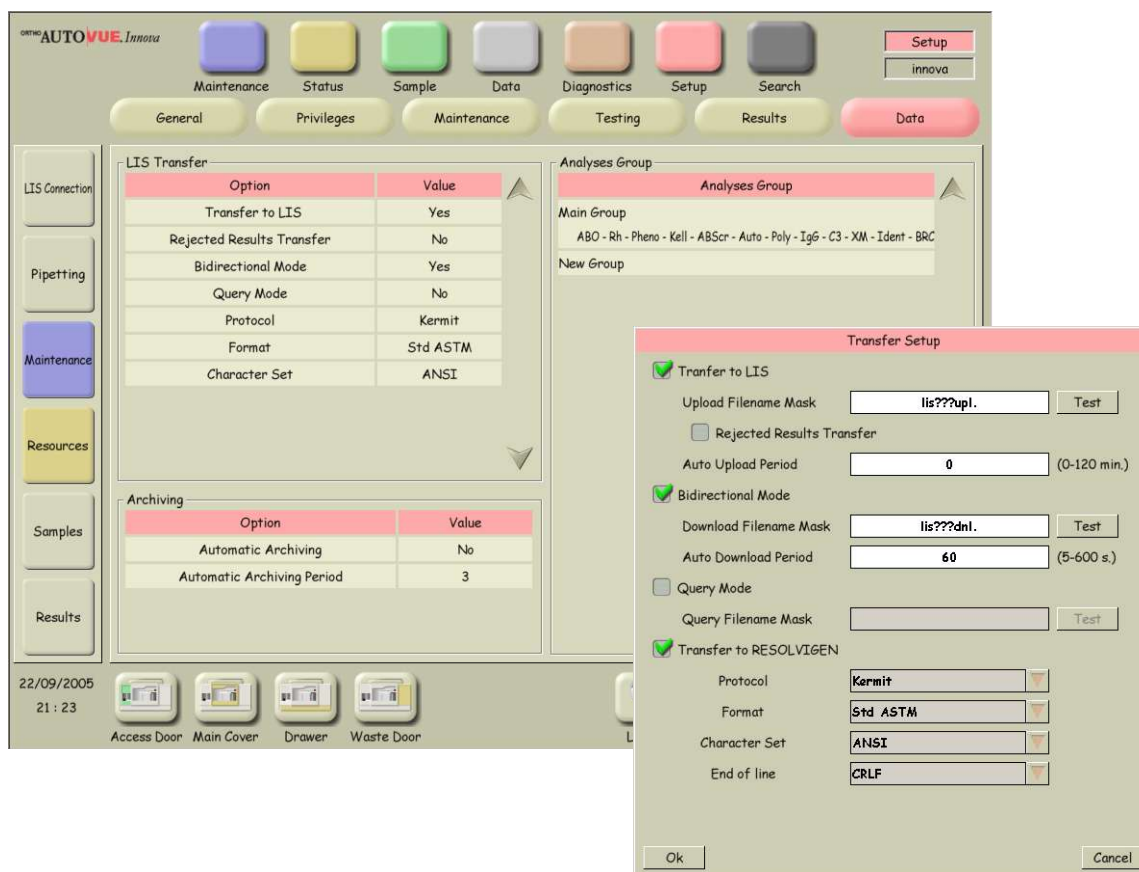 ORTHO AUTOVUE Innova
Setup
innova
Maintenance Status Sample Data Diagnostics Setup Search
General Privileges Maintenance Testing Results Data
LIS Connection
Pipetting
Maintenance
Resources
Samples
Results
LIS Transfer
Option Value
Transfer to LIS Yes
Rejected Results Transfer No
Bidirectional Mode Yes
Query Mode No
Protocol Kermit
Format Std ASTM
Character Set ANSI
Archiving
Option Value
Automatic Archiving No
Automatic Archiving Period 3
Analyses Group
Analyses Group
Main Group
ABO - Rh - Pheno - Kell - ABScr - Auto - Poly - IgG - C3 - XM - Ident - BRC
New Group
22/09/2005
21 : 23
Access Door Main Cover Drawer Waste Door L
Transfer Setup
Tranfer to LIS
Upload Filename Mask lis???upl. Test
Rejected Results Transfer
Auto Upload Period 0 (0-120 min.)
Bidirectional Mode
Download Filename Mask lis???dnl. Test
Auto Download Period 60 (5-600 s.)
Query Mode
Query Filename Mask Test
Transfer to RESOLVIGEN
Protocol Kermit
Format Std ASTM
Character Set ANSI
End of line CRLF
Ok Cancel